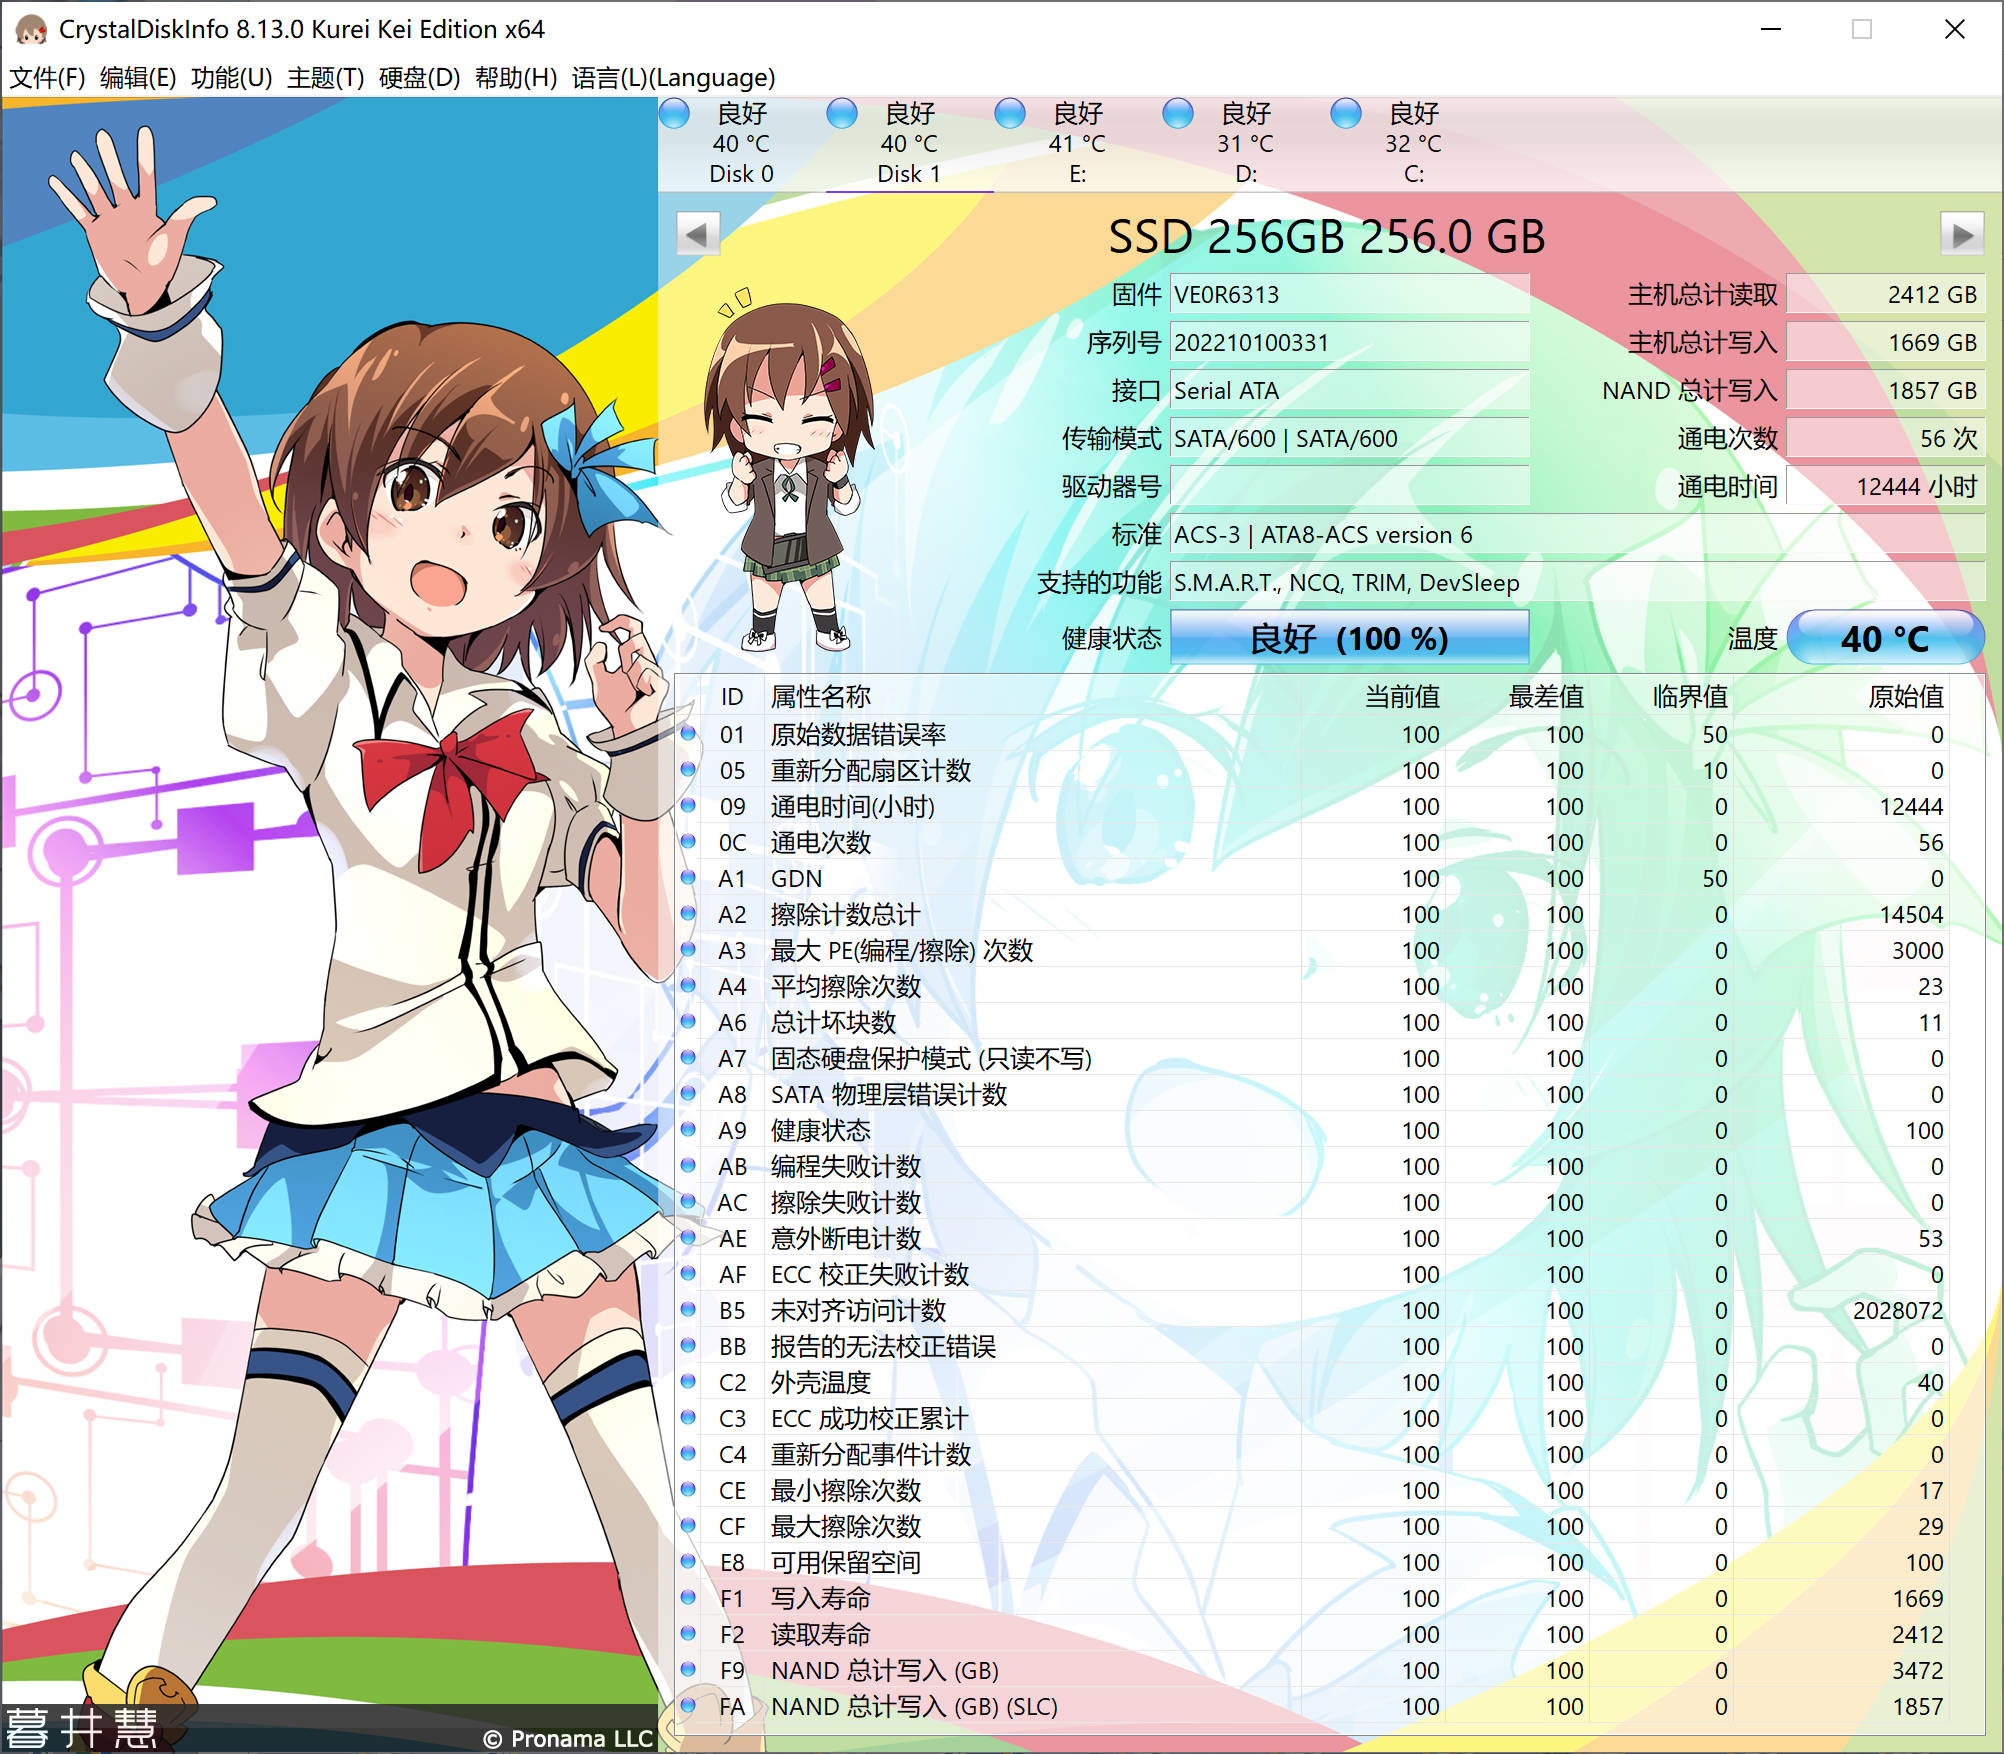 CrystalDiskInfo 8.13.0 Kurei Kei Edition x64
文件(F) 编辑(E) 功能(U) 主题(T) 硬盘(D) 帮助(H) 语言(L)(Language)
良好 良好 良好 良好 良好
40 °C 40 °C 41 °C 31 °C 32 °C
Disk 0 Disk 1 E: D: C:
SSD 256GB 256.0 GB
固件 VE0R6313 主机总计读取 2412 GB
序列号 202210100331 主机总计写入 1669 GB
接口 Serial ATA NAND 总计写入 1857 GB
传输模式 SATA/600 | SATA/600 通电次数 56 次
驱动器号 通电时间 12444 小时
标准 ACS-3 | ATA8-ACS version 6
支持的功能 S.M.A.R.T., NCQ, TRIM, DevSleep
健康状态 良好 (100 %) 温度 40 °C
ID 属性名称 当前值 最差值 临界值 原始值
01 原始数据错误率 100 100 50 0
05 重新分配扇区计数 100 100 10 0
09 通电时间(小时) 100 100 0 12444
0C 通电次数 100 100 0 56
A1 GDN 100 100 50 0
A2 擦除计数总计 100 100 0 14504
A3 最大 PE(编程/擦除) 次数 100 100 0 3000
A4 平均擦除次数 100 100 0 23
A6 总计坏块数 100 100 0 11
A7 固态硬盘保护模式 (只读不写) 100 100 0 0
A8 SATA 物理层错误计数 100 100 0 0
A9 健康状态 100 100 0 100
AB 编程失败计数 100 100 0 0
AC 擦除失败计数 100 100 0 0
AE 意外断电计数 100 100 0 53
AF ECC 校正失败计数 100 100 0 0
B5 未对齐访问计数 100 100 0 2028072
BB 报告的无法校正错误 100 100 0 0
C2 外壳温度 100 100 0 40
C3 ECC 成功校正累计 100 100 0 0
C4 重新分配事件计数 100 100 0 0
CE 最小擦除次数 100 100 0 17
CF 最大擦除次数 100 100 0 29
E8 可用保留空间 100 100 0 100
F1 写入寿命 100 100 0 1669
F2 读取寿命 100 100 0 2412
F9 NAND 总计写入 (GB) 100 100 0 3472
FA NAND 总计写入 (GB) (SLC) 100 100 0 1857
暮井慧
© Pronama LLC